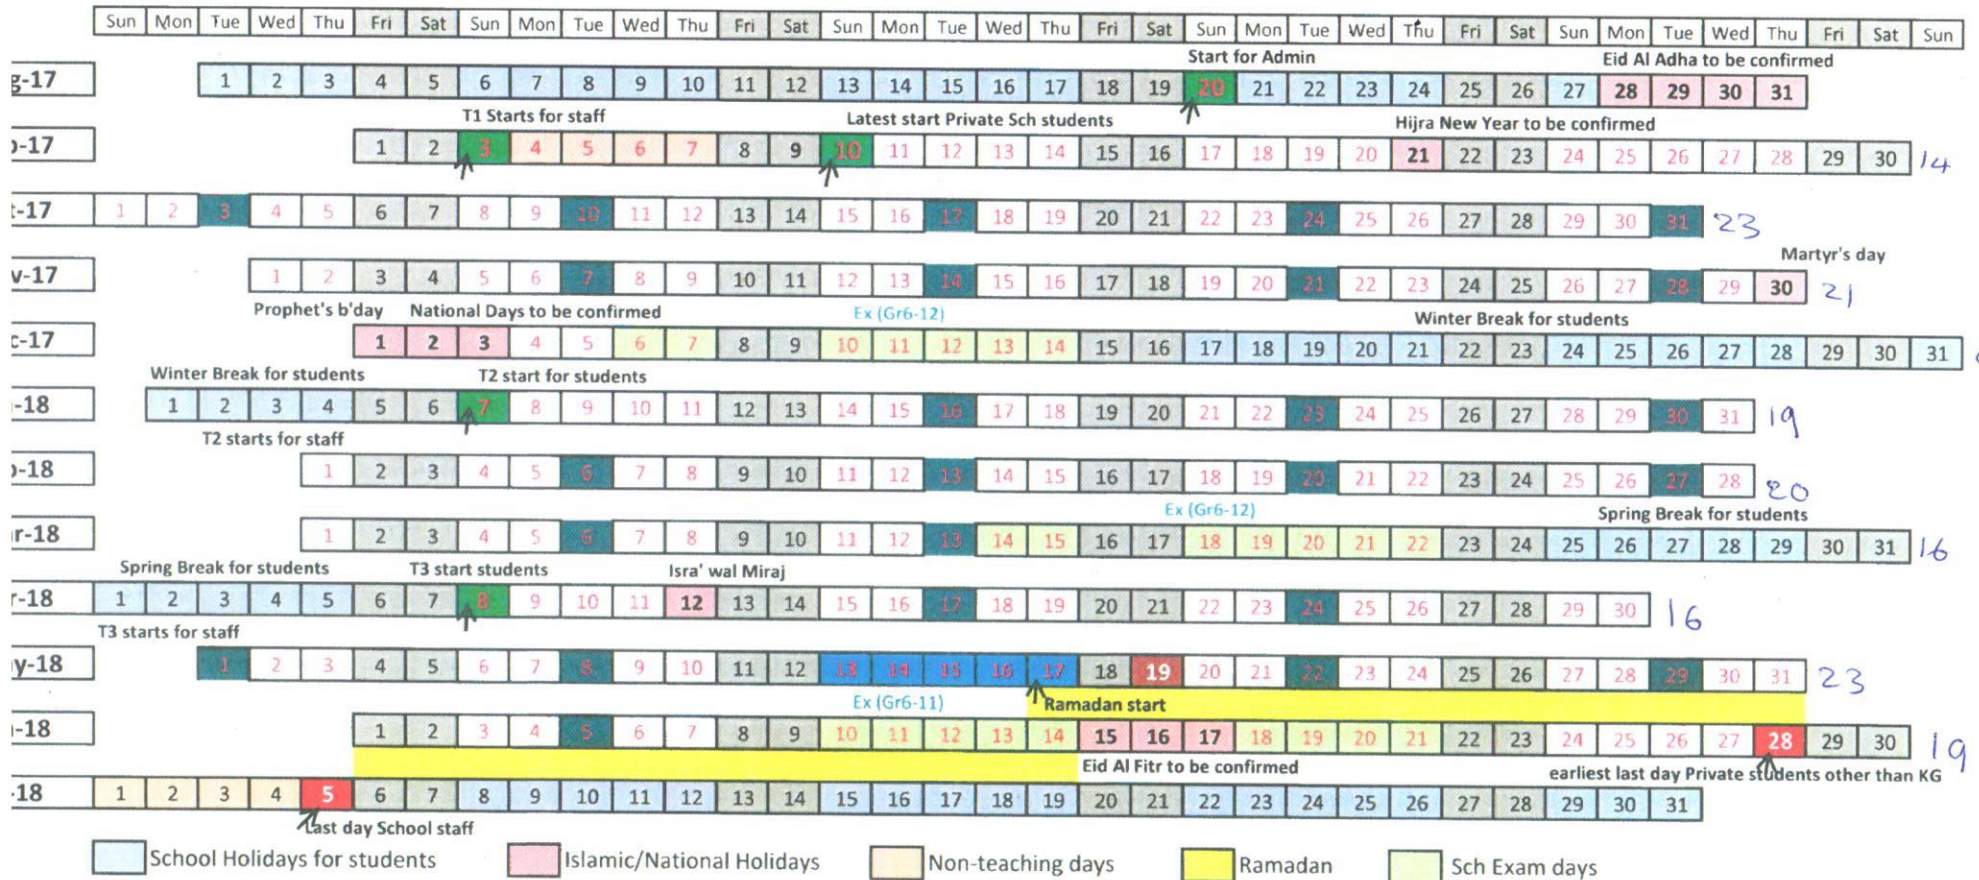 Sun Mon Tue Wed Thu Fri Sat Sun Mon Tue Wed Thu Fri Sat Sun Mon Tue Wed Thu Fri Sat Sun Mon Tue Wed Thu Fri Sat Sun Mon Tue Wed Thu Fri Sat Sun
Start for Admin Eid Al Adha to be confirmed
g-17 1 2 3 4 5 6 7 8 9 10 11 12 13 14 15 16 17 18 19 20 21 22 23 24 25 26 27 28 29 30 31
T1 Starts for staff Latest start Private Sch students Hijra New Year to be confirmed
-17 1 2 3 4 5 6 7 8 9 10 11 12 13 14 15 16 17 18 19 20 21 22 23 24 25 26 27 28 29 30 14
t-17 1 2 3 4 5 6 7 8 9 10 11 12 13 14 15 16 17 18 19 20 21 22 23 24 25 26 27 28 29 30 31 23
Martyr's day
v-17 1 2 3 4 5 6 7 8 9 10 11 12 13 14 15 16 17 18 19 20 21 22 23 24 25 26 27 28 29 30 21
Prophet's b'day National Days to be confirmed Ex (Gr6-12) Winter Break for students
c-17 1 2 3 4 5 6 7 8 9 10 11 12 13 14 15 16 17 18 19 20 21 22 23 24 25 26 27 28 29 30 31
Winter Break for students T2 start for students
-18 1 2 3 4 5 6 7 8 9 10 11 12 13 14 15 16 17 18 19 20 21 22 23 24 25 26 27 28 29 30 31 19
T2 starts for staff
-18 1 2 3 4 5 6 7 8 9 10 11 12 13 14 15 16 17 18 19 20 21 22 23 24 25 26 27 28 20
Ex (Gr6-12) Spring Break for students
r-18 1 2 3 4 5 6 7 8 9 10 11 12 13 14 15 16 17 18 19 20 21 22 23 24 25 26 27 28 29 30 31 16
Spring Break for students T3 start students Isra' wal Miraj
r-18 1 2 3 4 5 6 7 8 9 10 11 12 13 14 15 16 17 18 19 20 21 22 23 24 25 26 27 28 29 30 16
T3 starts for staff
y-18 1 2 3 4 5 6 7 8 9 10 11 12 13 14 15 16 17 18 19 20 21 22 23 24 25 26 27 28 29 30 31 23
Ex (Gr6-11) Ramadan start
-18 1 2 3 4 5 6 7 8 9 10 11 12 13 14 15 16 17 18 19 20 21 22 23 24 25 26 27 28 29 30 19
Eid Al Fitr to be confirmed earliest last day Private students other than KG
-18 1 2 3 4 5 6 7 8 9 10 11 12 13 14 15 16 17 18 19 20 21 22 23 24 25 26 27 28 29 30 31
Last day School staff
School Holidays for students Islamic/National Holidays Non-teaching days Ramadan Sch Exam days